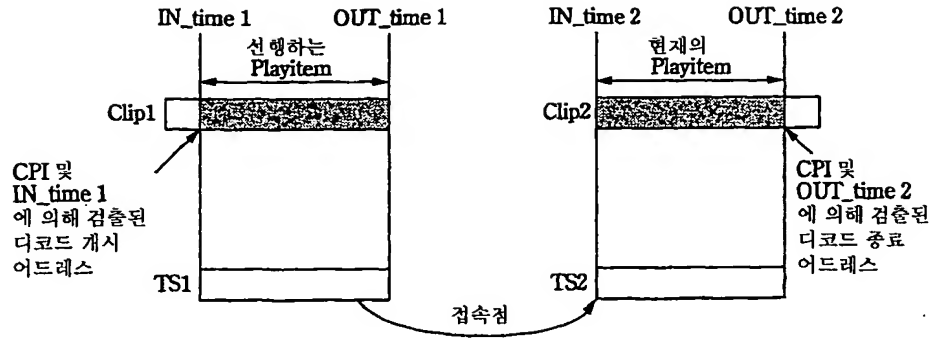 IN_time 1
OUT_time 1
IN_time 2
OUT_time 2
선행하는
Playitem
현재의
Playitem
Clip1
Clip2
CPI 및
IN_time 1
에 의해 검출된
디코드 개시
어드레스
CPI 및
OUT_time 2
에 의해 검출된
디코드 종료
어드레스
TS1
TS2
접속점